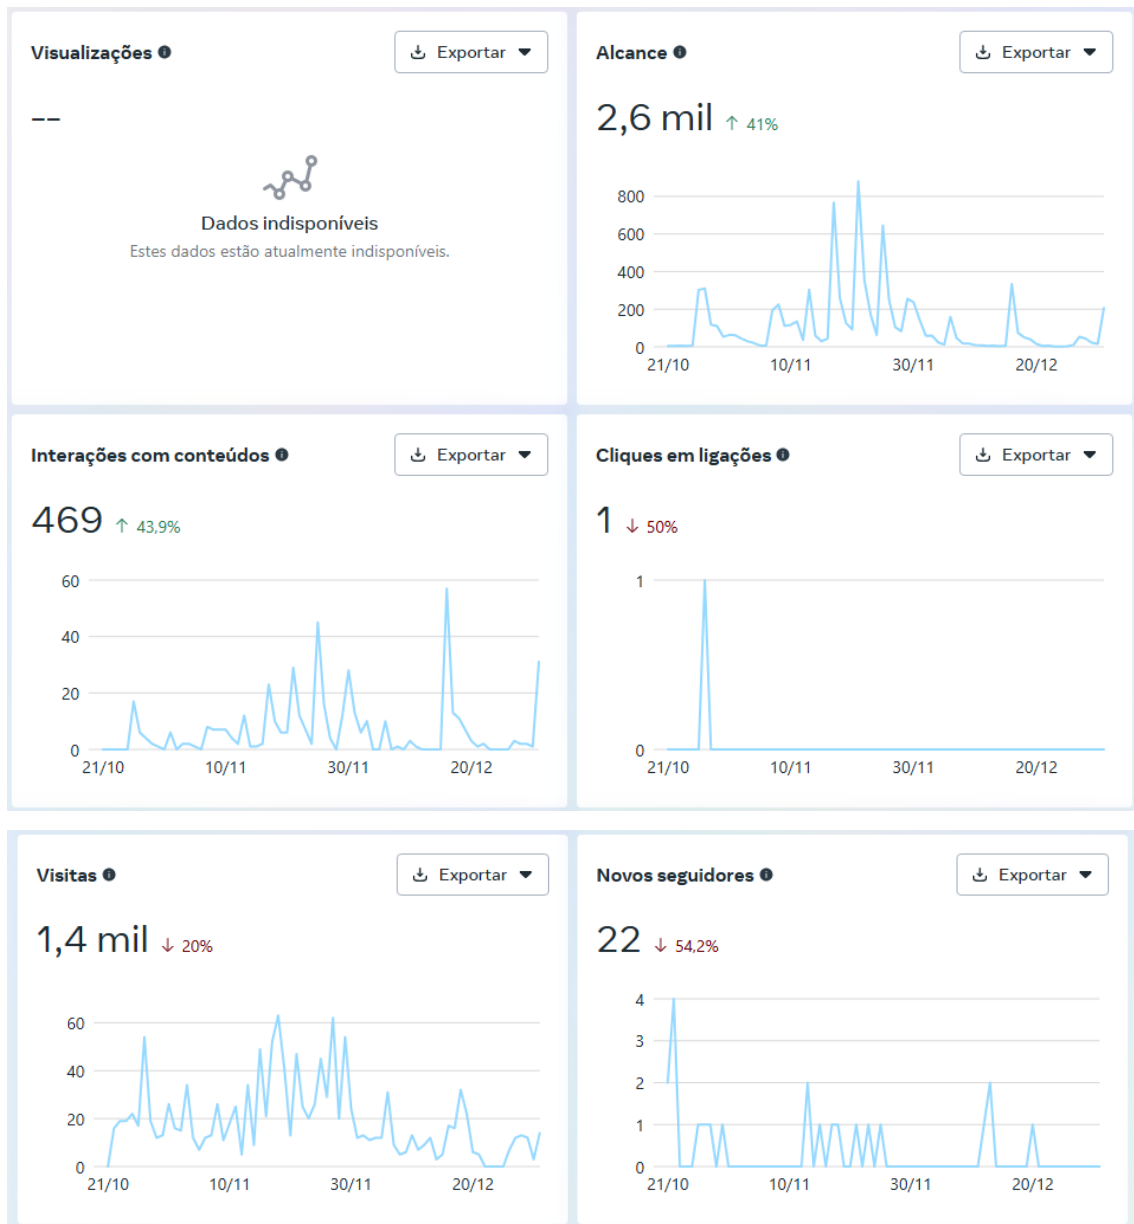 Visualizações
Exportar
--
Dados indisponíveis
Estes dados estão atualmente indisponíveis.
Alcance
Exportar
2,6 mil ↑ 41%
800
600
400
200
0
21/10 10/11 30/11 20/12
Interações com conteúdos
Exportar
469 ↑ 43,9%
60
40
20
0
21/10 10/11 30/11 20/12
Cliques em ligações
Exportar
1 ↓ 50%
1
0
21/10 10/11 30/11 20/12
Visitas
Exportar
1,4 mil ↓ 20%
60
40
20
0
21/10 10/11 30/11 20/12
Novos seguidores
Exportar
22 ↓ 54,2%
4
3
2
1
0
21/10 10/11 30/11 20/12